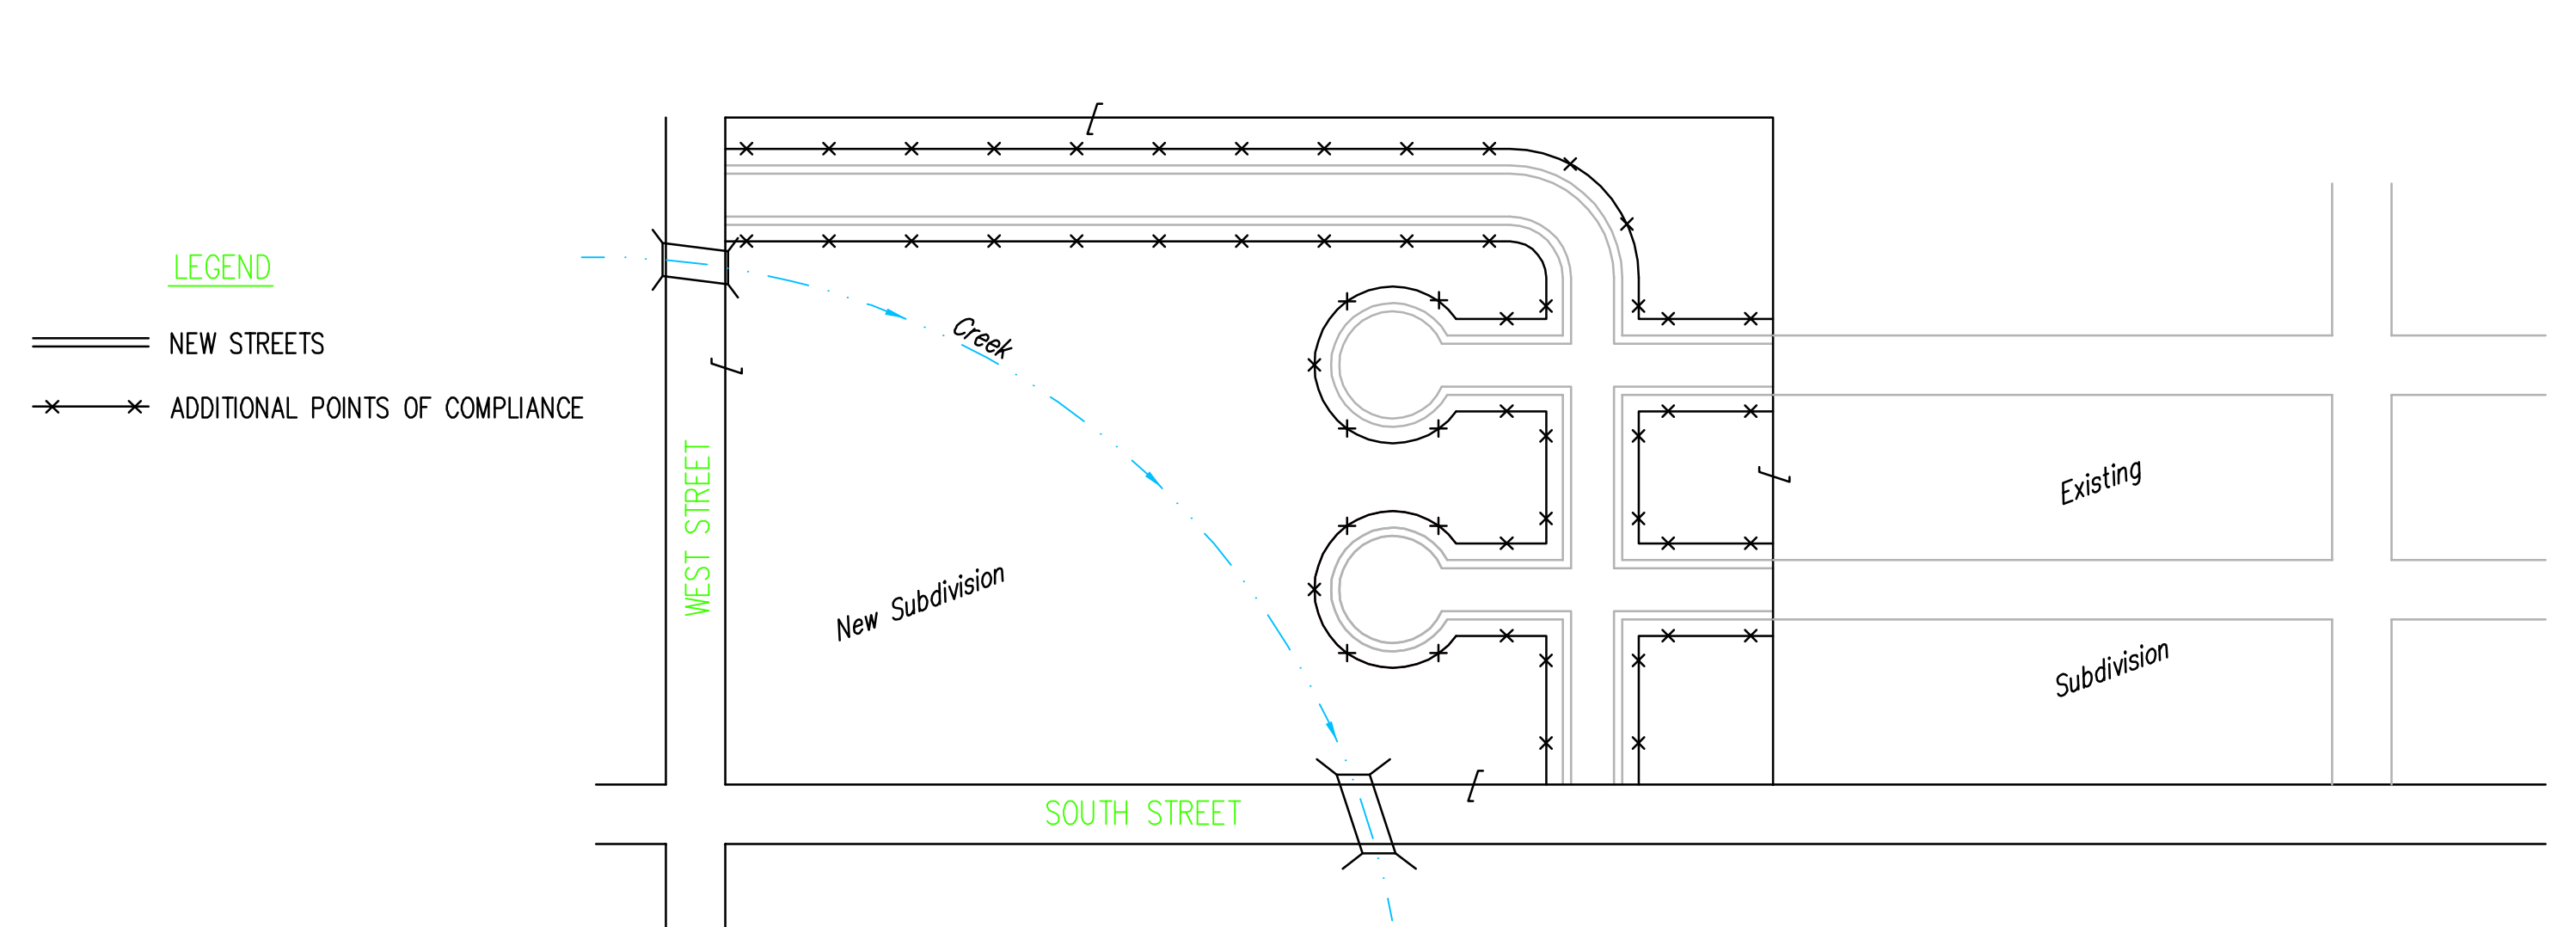 LEGEND
NEW STREETS
ADDITIONAL POINTS OF COMPLIANCE
Creek
WEST STREET
New Subdivision
Existing
Subdivision
SOUTH STREET